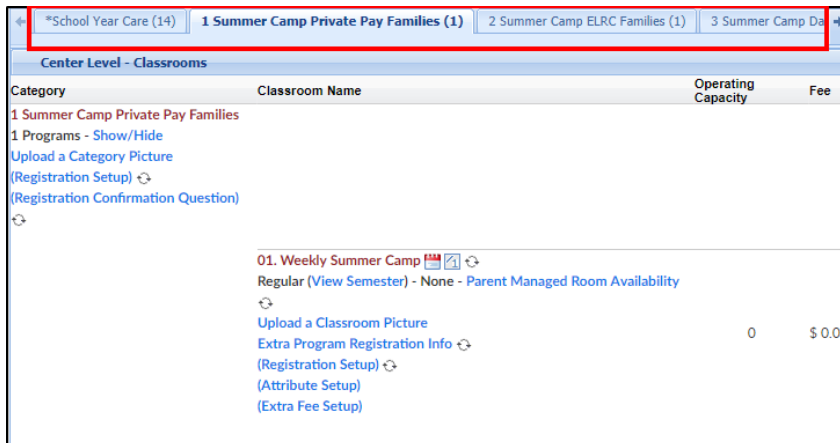 *School Year Care (14) 1 Summer Camp Private Pay Families (1) 2 Summer Camp ELRC Families (1) 3 Summer Camp Da
Center Level - Classrooms
Category Classroom Name Operating Capacity Fee
1 Summer Camp Private Pay Families
1 Programs - Show/Hide
Upload a Category Picture
(Registration Setup)
(Registration Confirmation Question)
01. Weekly Summer Camp
Regular (View Semester) - None - Parent Managed Room Availability
Upload a Classroom Picture
0 $ 0.0
Extra Program Registration Info
(Registration Setup)
(Attribute Setup)
(Extra Fee Setup)